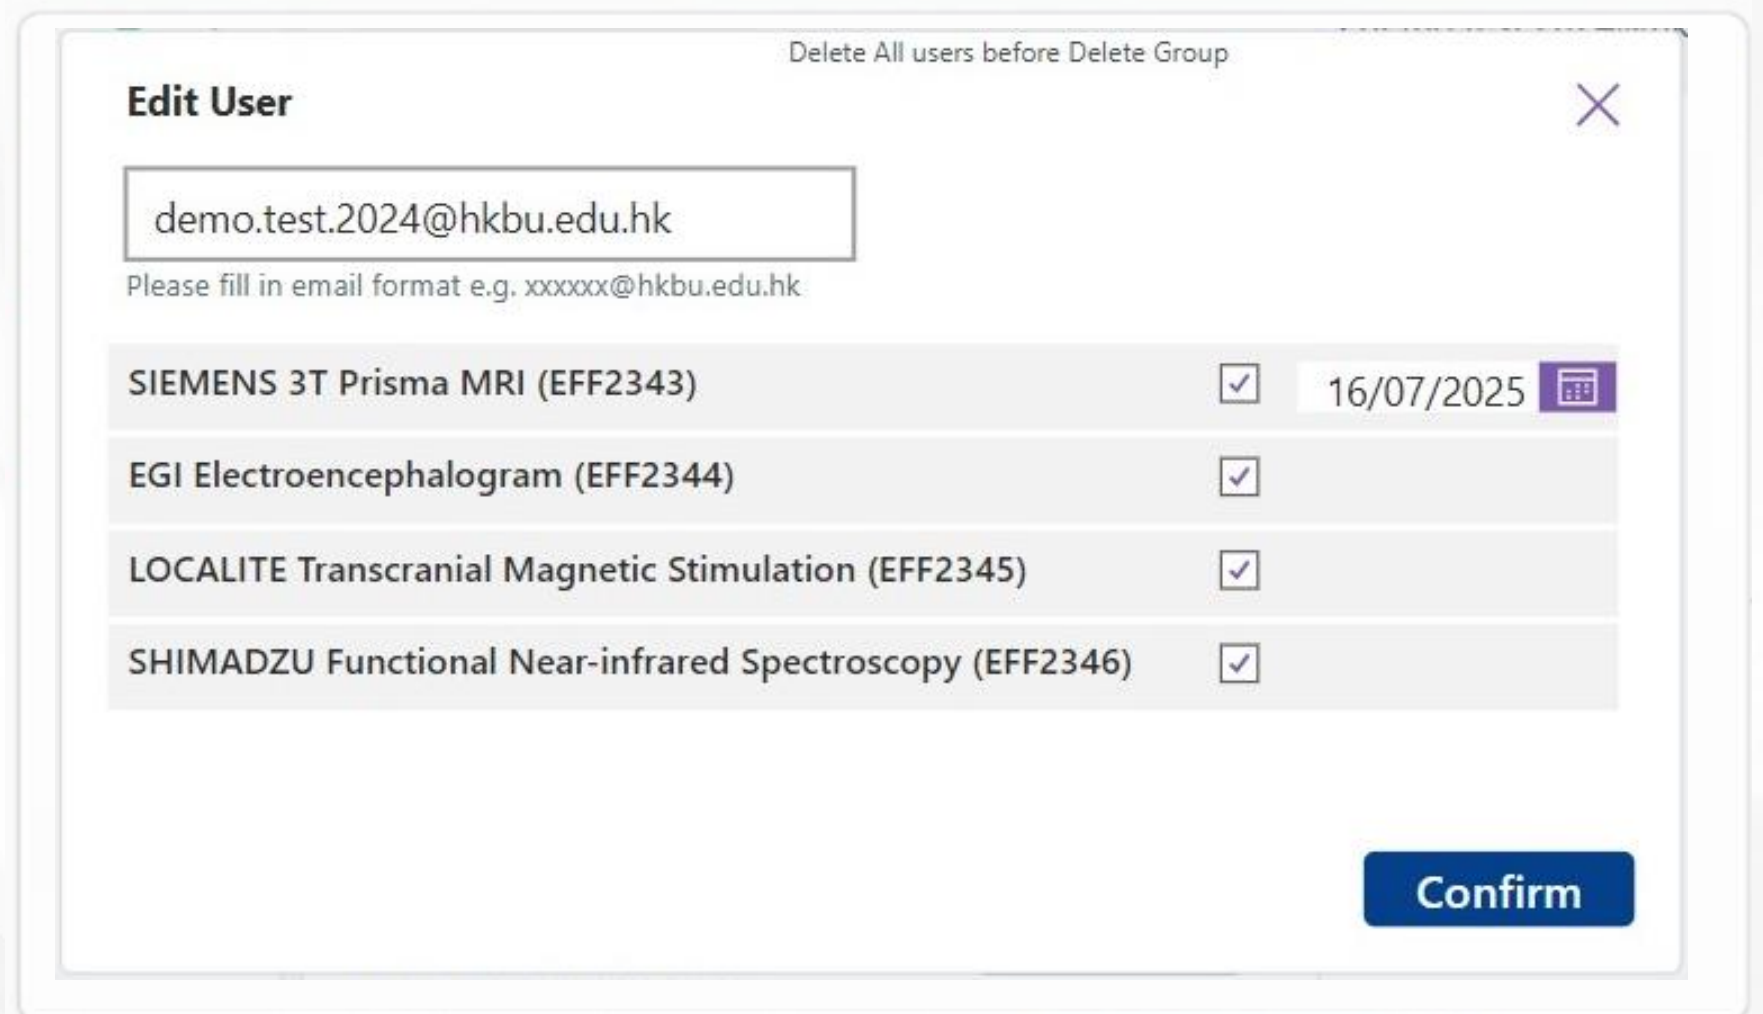 Delete All users before Delete Group
Edit User
demo.test.2024@hkbu.edu.hk
Please fill in email format e.g. xxxxxx@hkbu.edu.hk
SIEMENS 3T Prisma MRI (EFF2343) 16/07/2025
EGI Electroencephalogram (EFF2344)
LOCALITE Transcranial Magnetic Stimulation (EFF2345)
SHIMADZU Functional Near-infrared Spectroscopy (EFF2346)
Confirm